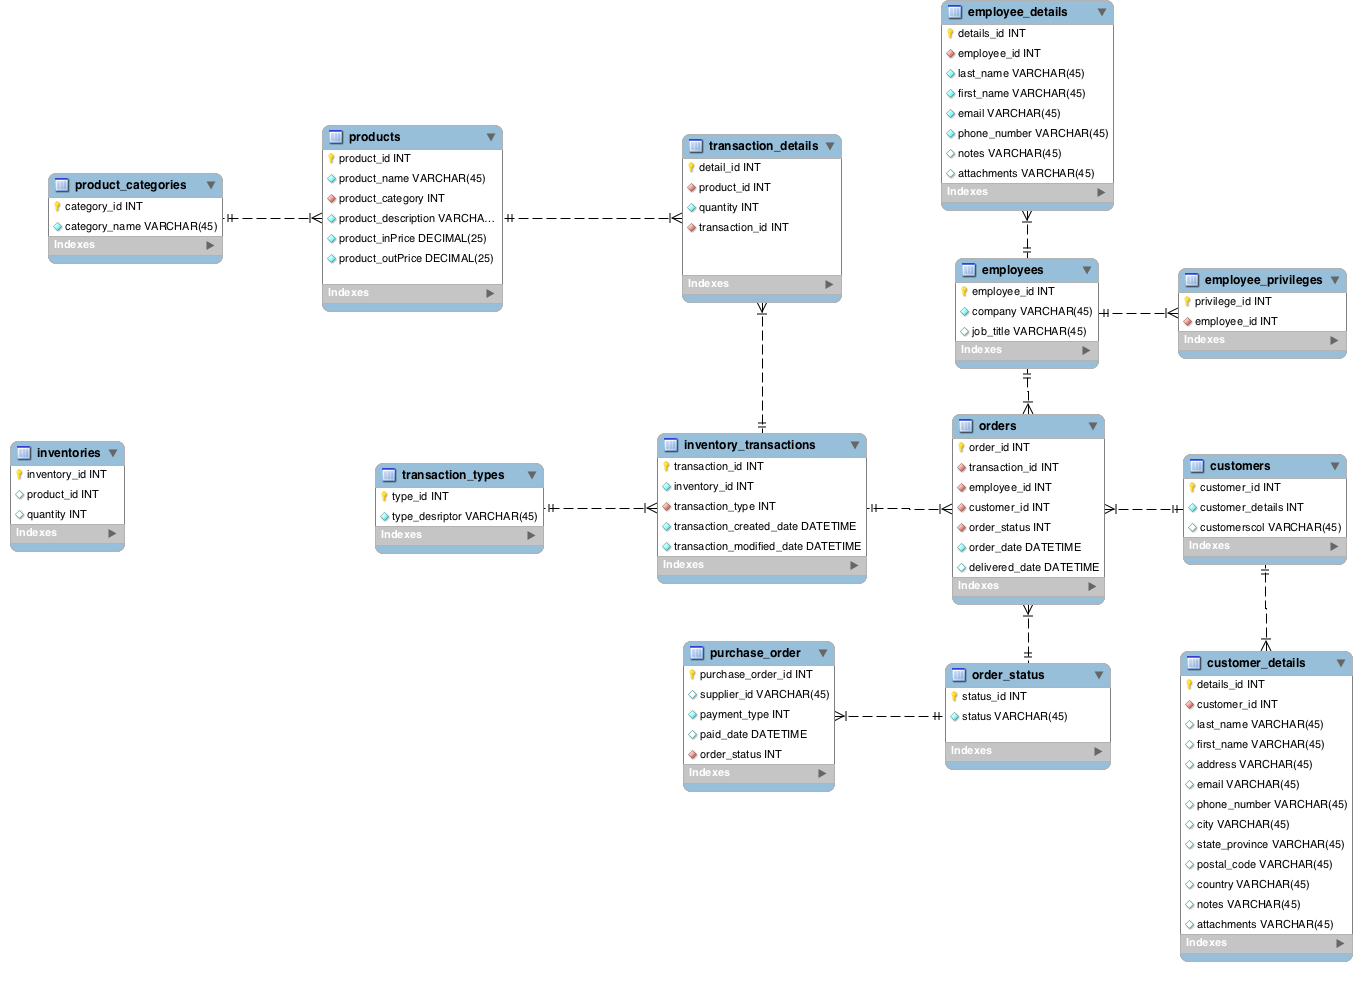 employee_details
details_id INT
employee_id INT
last_name VARCHAR(45)
first_name VARCHAR(45)
email VARCHAR(45)
phone_number VARCHAR(45)
notes VARCHAR(45)
attachments VARCHAR(45)
Indexes
products
product_id INT
product_name VARCHAR(45)
product_category INT
product_description VARCHA...
product_inPrice DECIMAL(25)
product_outPrice DECIMAL(25)
Indexes
transaction_details
detail_id INT
product_id INT
quantity INT
transaction_id INT
Indexes
product_categories
category_id INT
category_name VARCHAR(45)
Indexes
employees
employee_id INT
company VARCHAR(45)
job_title VARCHAR(45)
Indexes
employee_privileges
privilege_id INT
employee_id INT
Indexes
inventories
inventory_id INT
product_id INT
quantity INT
Indexes
transaction_types
type_id INT
type_desriptor VARCHAR(45)
Indexes
inventory_transactions
transaction_id INT
inventory_id INT
transaction_type INT
transaction_created_date DATETIME
transaction_modified_date DATETIME
Indexes
orders
order_id INT
transaction_id INT
employee_id INT
customer_id INT
order_status INT
order_date DATETIME
delivered_date DATETIME
Indexes
customers
customer_id INT
customer_details INT
customerscol VARCHAR(45)
Indexes
purchase_order
purchase_order_id INT
supplier_id VARCHAR(45)
payment_type INT
paid_date DATETIME
order_status INT
Indexes
order_status
status_id INT
status VARCHAR(45)
Indexes
customer_details
details_id INT
customer_id INT
last_name VARCHAR(45)
first_name VARCHAR(45)
address VARCHAR(45)
email VARCHAR(45)
phone_number VARCHAR(45)
city VARCHAR(45)
state_province VARCHAR(45)
postal_code VARCHAR(45)
country VARCHAR(45)
notes VARCHAR(45)
attachments VARCHAR(45)
Indexes